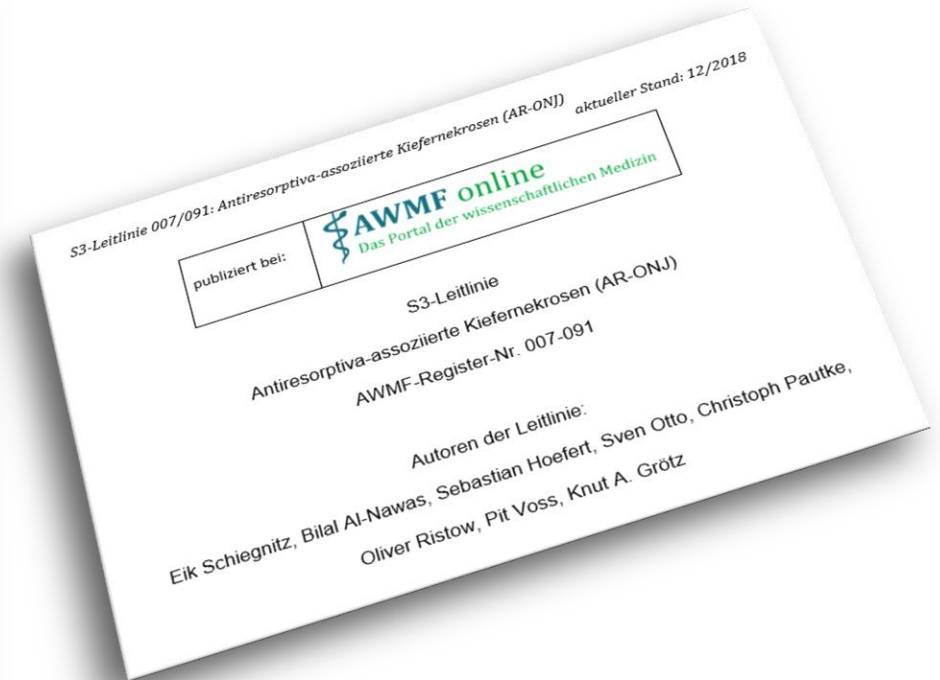 S3-Leitlinie 007/091: Antiresorptiva-assoziierte Kiefernekrosen (AR-ONJ) aktueller Stand: 12/2018
publiziert bei:
AWMF online
Das Portal der wissenschaftlichen Medizin
S3-Leitlinie
Antiresorptiva-assoziierte Kiefernekrosen (AR-ONJ)
AWMF-Register-Nr. 007-091
Autoren der Leitlinie:
Eik Schiegnitz, Bilal Al-Nawas, Sebastian Hoefert, Sven Otto, Christoph Pautke,
Oliver Ristow, Pit Voss, Knut A. Grötz